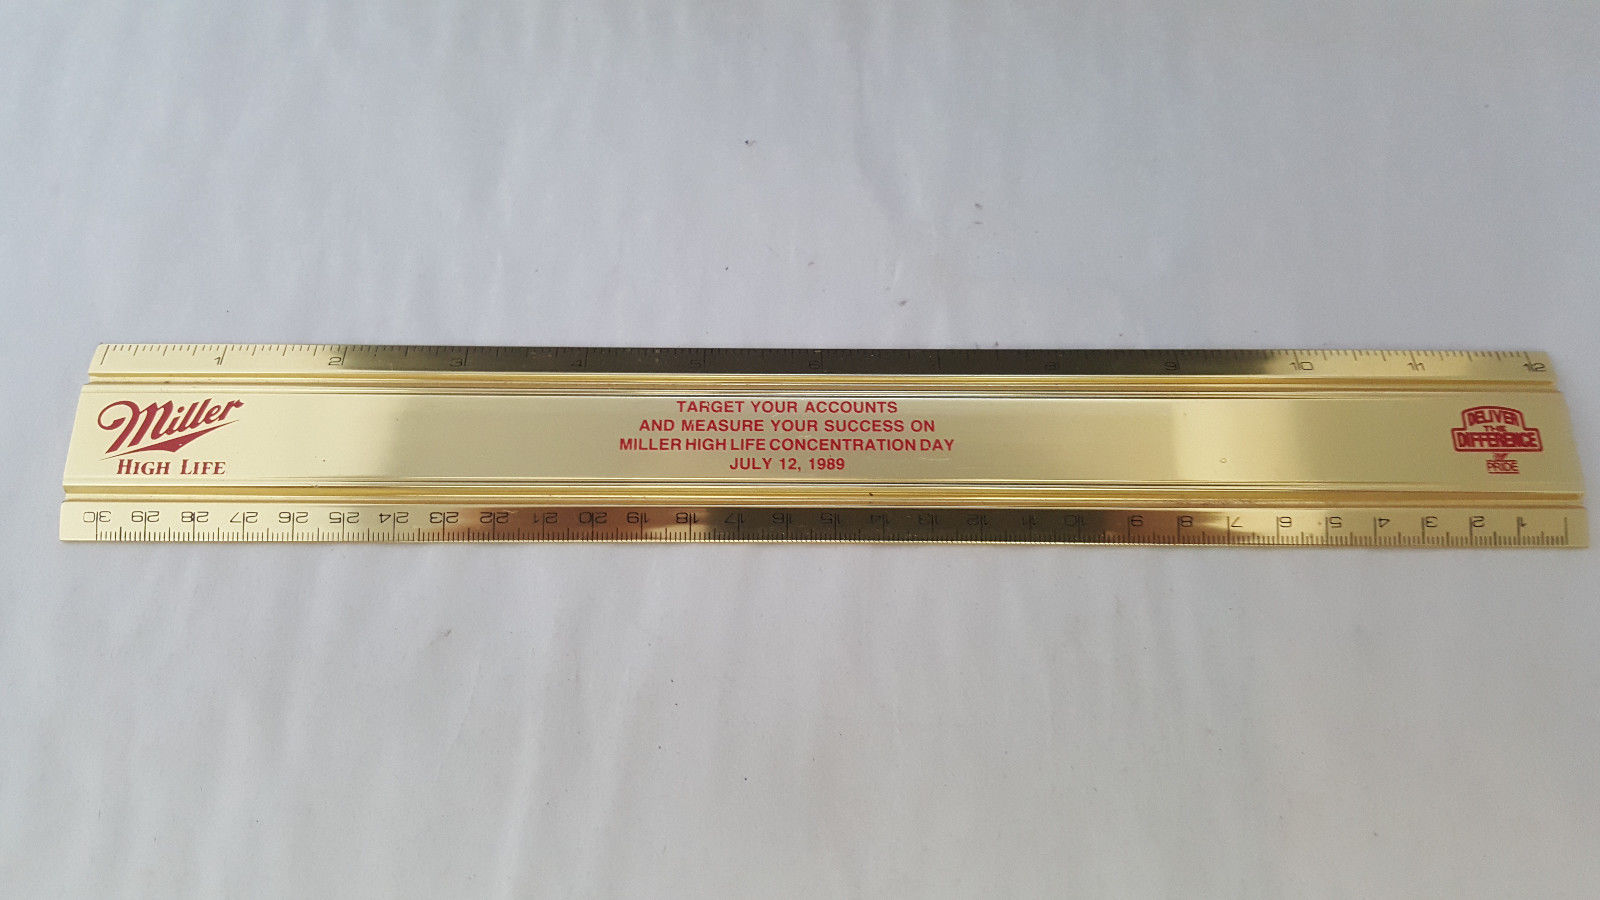 1 2 3 4 5 6 7 8 9 10 11 12
Miller
HIGH LIFE
TARGET YOUR ACCOUNTS
AND MEASURE YOUR SUCCESS ON
MILLER HIGH LIFE CONCENTRATION DAY
JULY 12, 1989
DELIVER
THE
DIFFERENCE
PRIDE
30 29 28 27 26 25 24 23 22 21 20 19 18 17 16 15 14 13 12 11 10 9 8 7 6 5 4 3 2 1